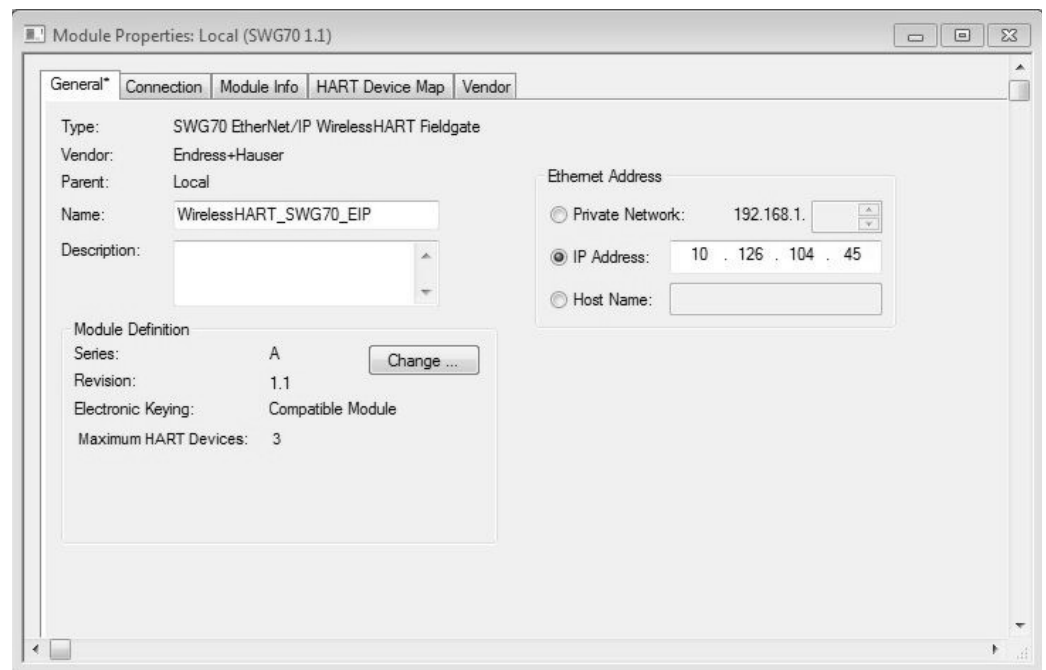 Module Properties: Local (SWG70 1.1)
General* Connection Module Info HART Device Map Vendor
Type: SWG70 EtherNet/IP WirelessHART Fieldgate
Vendor: Endress+Hauser
Parent: Local
Name: WirelessHART_SWG70_EIP
Description:
Module Definition
Series: A
Change ...
Revision: 1.1
Electronic Keying: Compatible Module
Maximum HART Devices: 3
Ethernet Address
Private Network: 192.168.1.
IP Address: 10 . 126 . 104 . 45
Host Name: